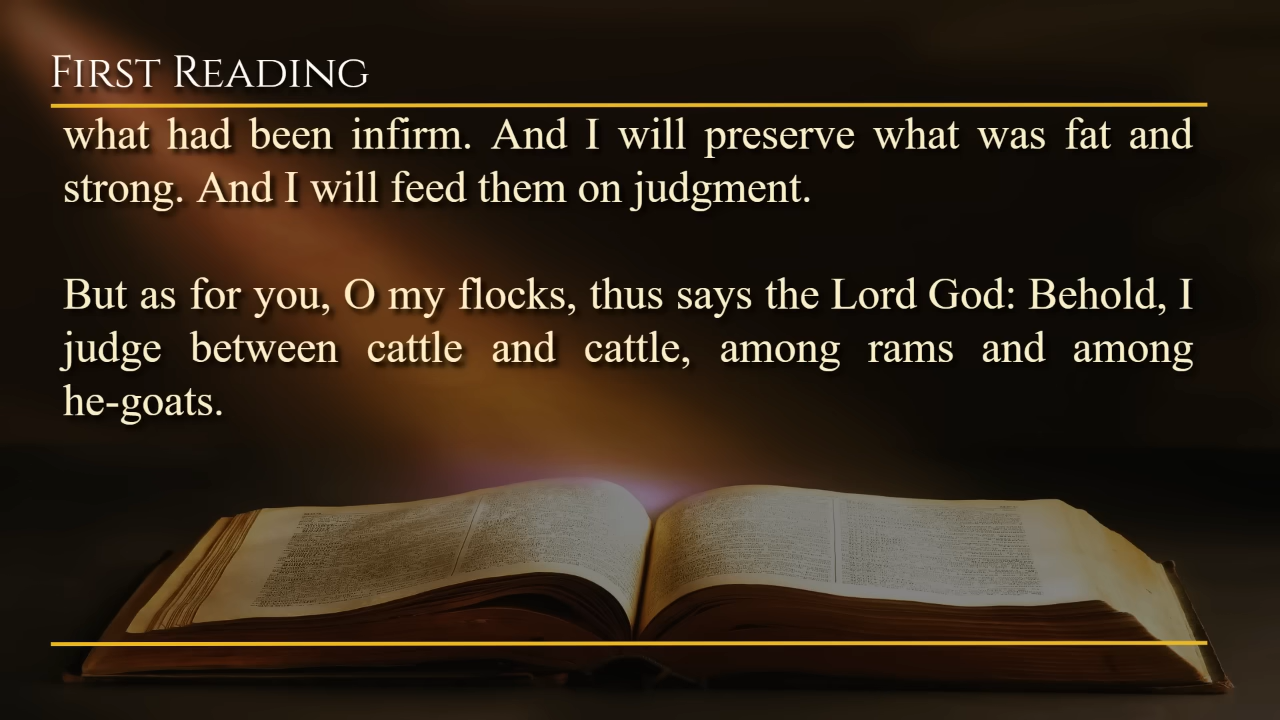 First Reading
what had been infirm. And I will preserve what was fat and
strong. And I will feed them on judgment.
But as for you, O my flocks, thus says the Lord God: Behold, I
judge between cattle and cattle, among rams and among
he-goats.